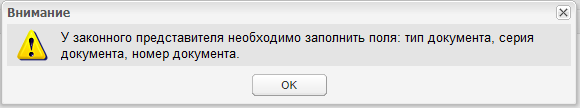 Внимание
У законного представителя необходимо заполнить поля: тип документа, серия
документа, номер документа.
OK